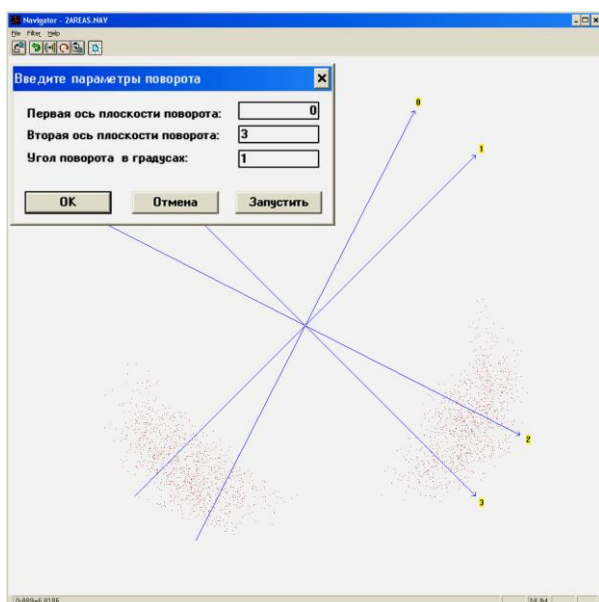 Navigator - 2AREAS.NAV
File Filter Help
Введите параметры поворота
Первая ось плоскости поворота: 0
Вторая ось плоскости поворота: 3
Угол поворота в градусах: 1
OK Отмена Запустить
0
1
2
3
NUM